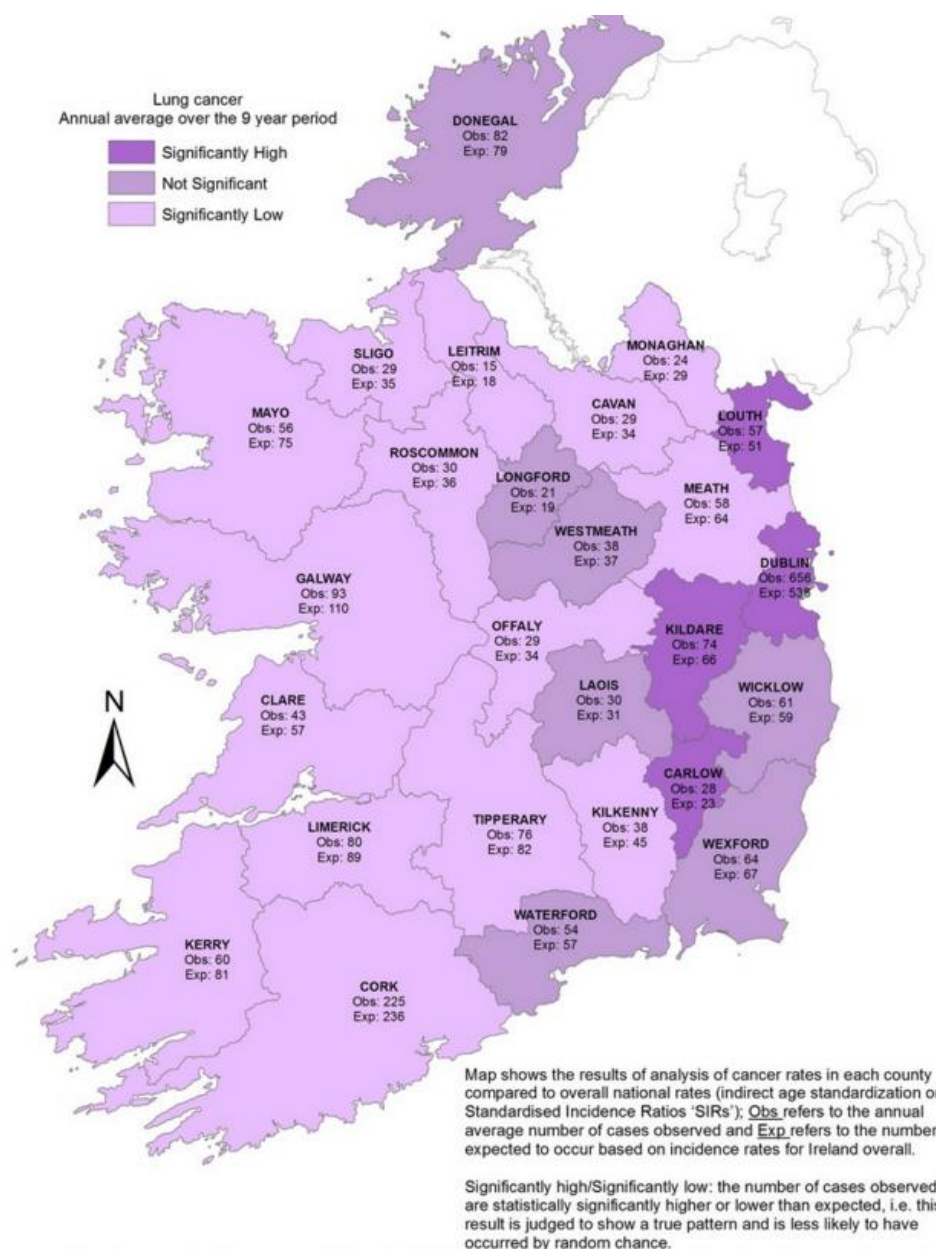 Lung cancer
Annual average over the 9 year period
Significantly High
Not Significant
Significantly Low
DONEGAL
Obs: 82
Exp: 79
MONAGHAN
Obs: 24
Exp: 29
SLIGO
Obs: 29
Exp: 35
LEITRIM
Obs: 15
Exp: 18
CAVAN
Obs: 29
Exp: 34
LOUTH
Obs: 57
Exp: 51
MAYO
Obs: 56
Exp: 75
ROSCOMMON
Obs: 30
Exp: 36
LONGFORD
Obs: 21
Exp: 19
MEATH
Obs: 58
Exp: 64
WESTMEATH
Obs: 38
Exp: 37
DUBLIN
Obs: 656
Exp: 535
GALWAY
Obs: 93
Exp: 110
OFFALY
Obs: 29
Exp: 34
KILDARE
Obs: 74
Exp: 66
LAOIS
Obs: 30
Exp: 31
WICKLOW
Obs: 61
Exp: 59
N
CLARE
Obs: 43
Exp: 57
CARLOW
Obs: 28
Exp: 23
LIMERICK
Obs: 80
Exp: 89
TIPPERARY
Obs: 76
Exp: 82
KILKENNY
Obs: 38
Exp: 45
WEXFORD
Obs: 64
Exp: 67
WATERFORD
Obs: 54
Exp: 57
KERRY
Obs: 60
Exp: 81
CORK
Obs: 225
Exp: 236
Map shows the results of analysis of cancer rates in each county
compared to overall national rates (indirect age standardization or
Standardised Incidence Ratios ‘SIRs’); Obs refers to the annual
average number of cases observed and Exp refers to the number
expected to occur based on incidence rates for Ireland overall.
Significantly high/Significantly low: the number of cases observed
are statistically significantly higher or lower than expected, i.e. this
result is judged to show a true pattern and is less likely to have
occurred by random chance.